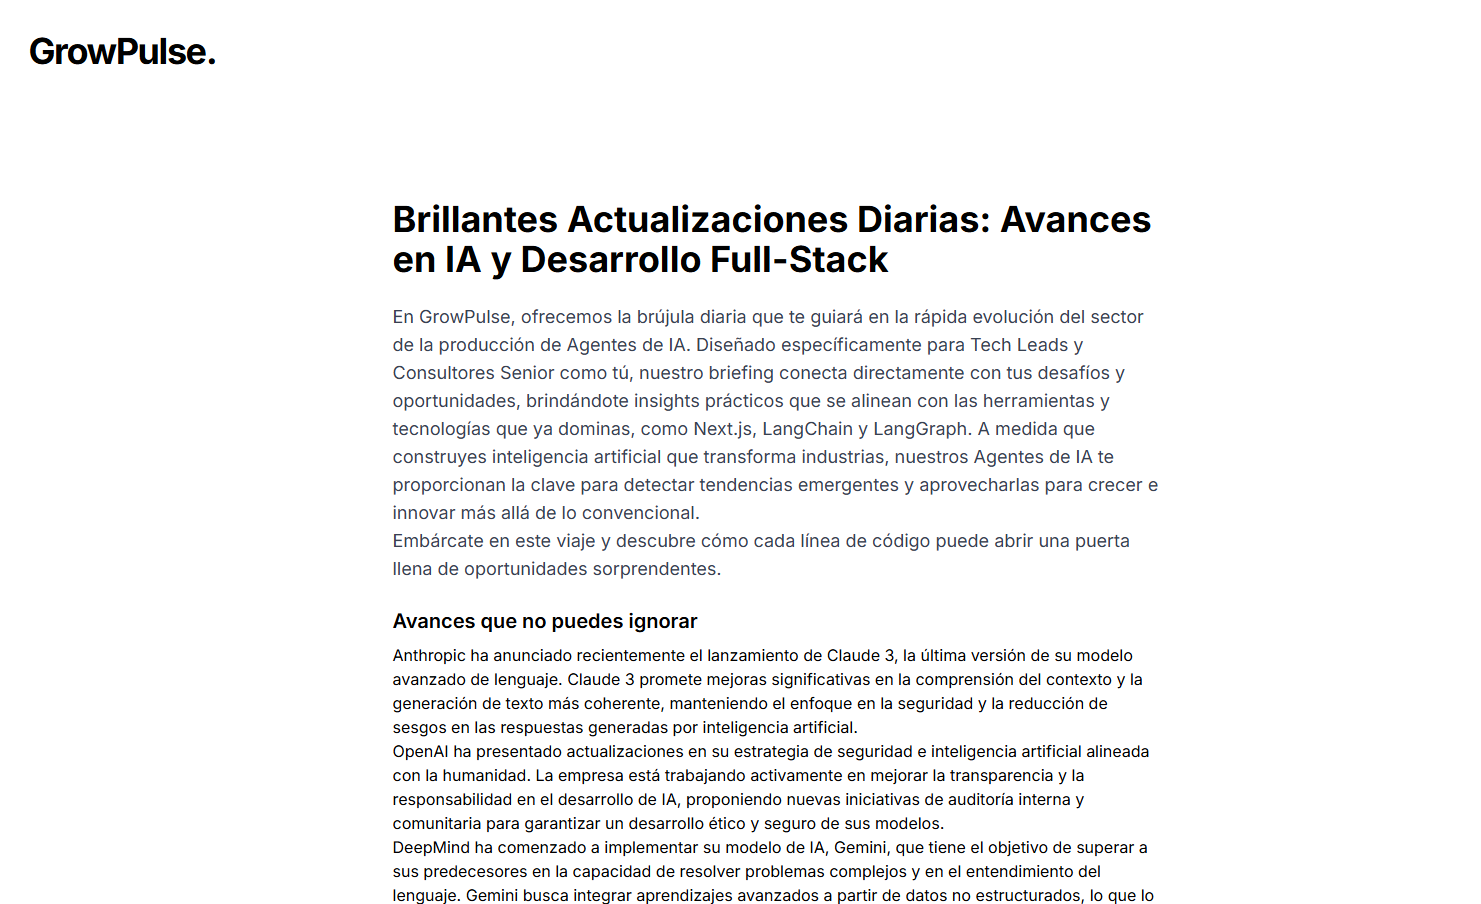 GrowPulse.
Brillantes Actualizaciones Diarias: Avances
en IA y Desarrollo Full-Stack
En GrowPulse, ofrecemos la brújula diaria que te guiará en la rápida evolución del sector
de la producción de Agentes de IA. Diseñado específicamente para Tech Leads y
Consultores Senior como tú, nuestro briefing conecta directamente con tus desafíos y
oportunidades, brindándote insights prácticos que se alinean con las herramientas y
tecnologías que ya dominas, como Next.js, LangChain y LangGraph. A medida que
construyes inteligencia artificial que transforma industrias, nuestros Agentes de IA te
proporcionan la clave para detectar tendencias emergentes y aprovecharlas para crecer e
innovar más allá de lo convencional.
Embárcate en este viaje y descubre cómo cada línea de código puede abrir una puerta
llena de oportunidades sorprendentes.
Avances que no puedes ignorar
Anthropic ha anunciado recientemente el lanzamiento de Claude 3, la última versión de su modelo
avanzado de lenguaje. Claude 3 promete mejoras significativas en la comprensión del contexto y la
generación de texto más coherente, manteniendo el enfoque en la seguridad y la reducción de
sesgos en las respuestas generadas por inteligencia artificial.
OpenAI ha presentado actualizaciones en su estrategia de seguridad e inteligencia artificial alineada
con la humanidad. La empresa está trabajando activamente en mejorar la transparencia y la
responsabilidad en el desarrollo de IA, proponiendo nuevas iniciativas de auditoría interna y
comunitaria para garantizar un desarrollo ético y seguro de sus modelos.
DeepMind ha comenzado a implementar su modelo de IA, Gemini, que tiene el objetivo de superar a
sus predecesores en la capacidad de resolver problemas complejos y en el entendimiento del
lenguaje. Gemini busca integrar aprendizajes avanzados a partir de datos no estructurados, lo que lo